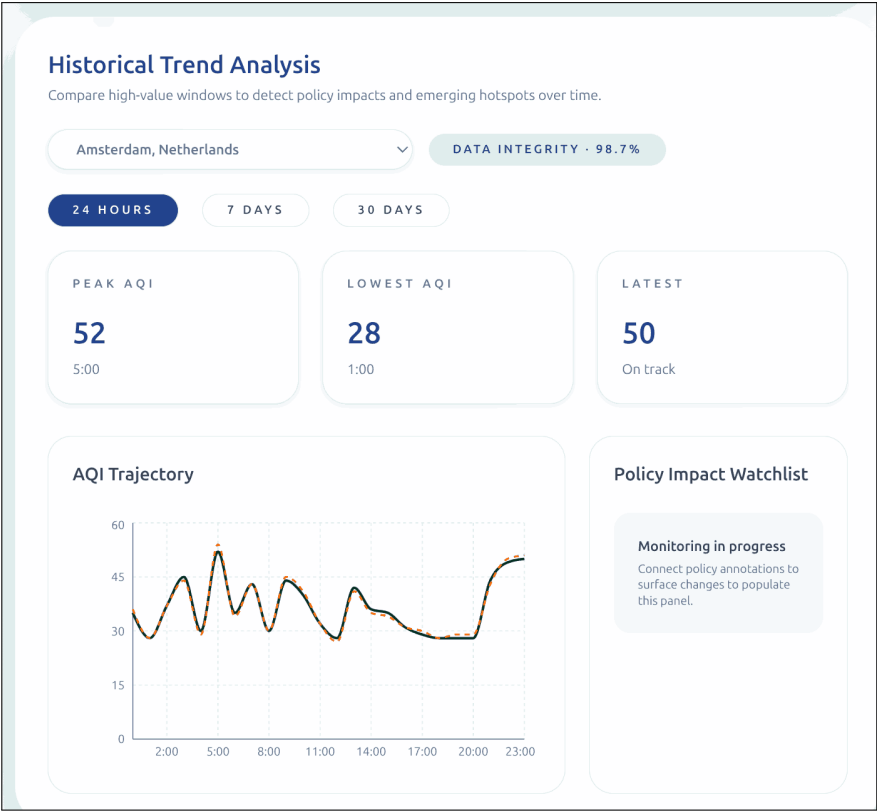 Historical Trend Analysis
Compare high-value windows to detect policy impacts and emerging hotspots over time.
Amsterdam, Netherlands
DATA INTEGRITY · 98.7%
24 HOURS
7 DAYS
30 DAYS
PEAK AQI
52
5:00
LOWEST AQI
28
1:00
LATEST
50
On track
AQI Trajectory
60
45
30
15
0
2:00
5:00
8:00
11:00
14:00
17:00
20:00
23:00
Policy Impact Watchlist
Monitoring in progress
Connect policy annotations to
surface changes to populate
this panel.